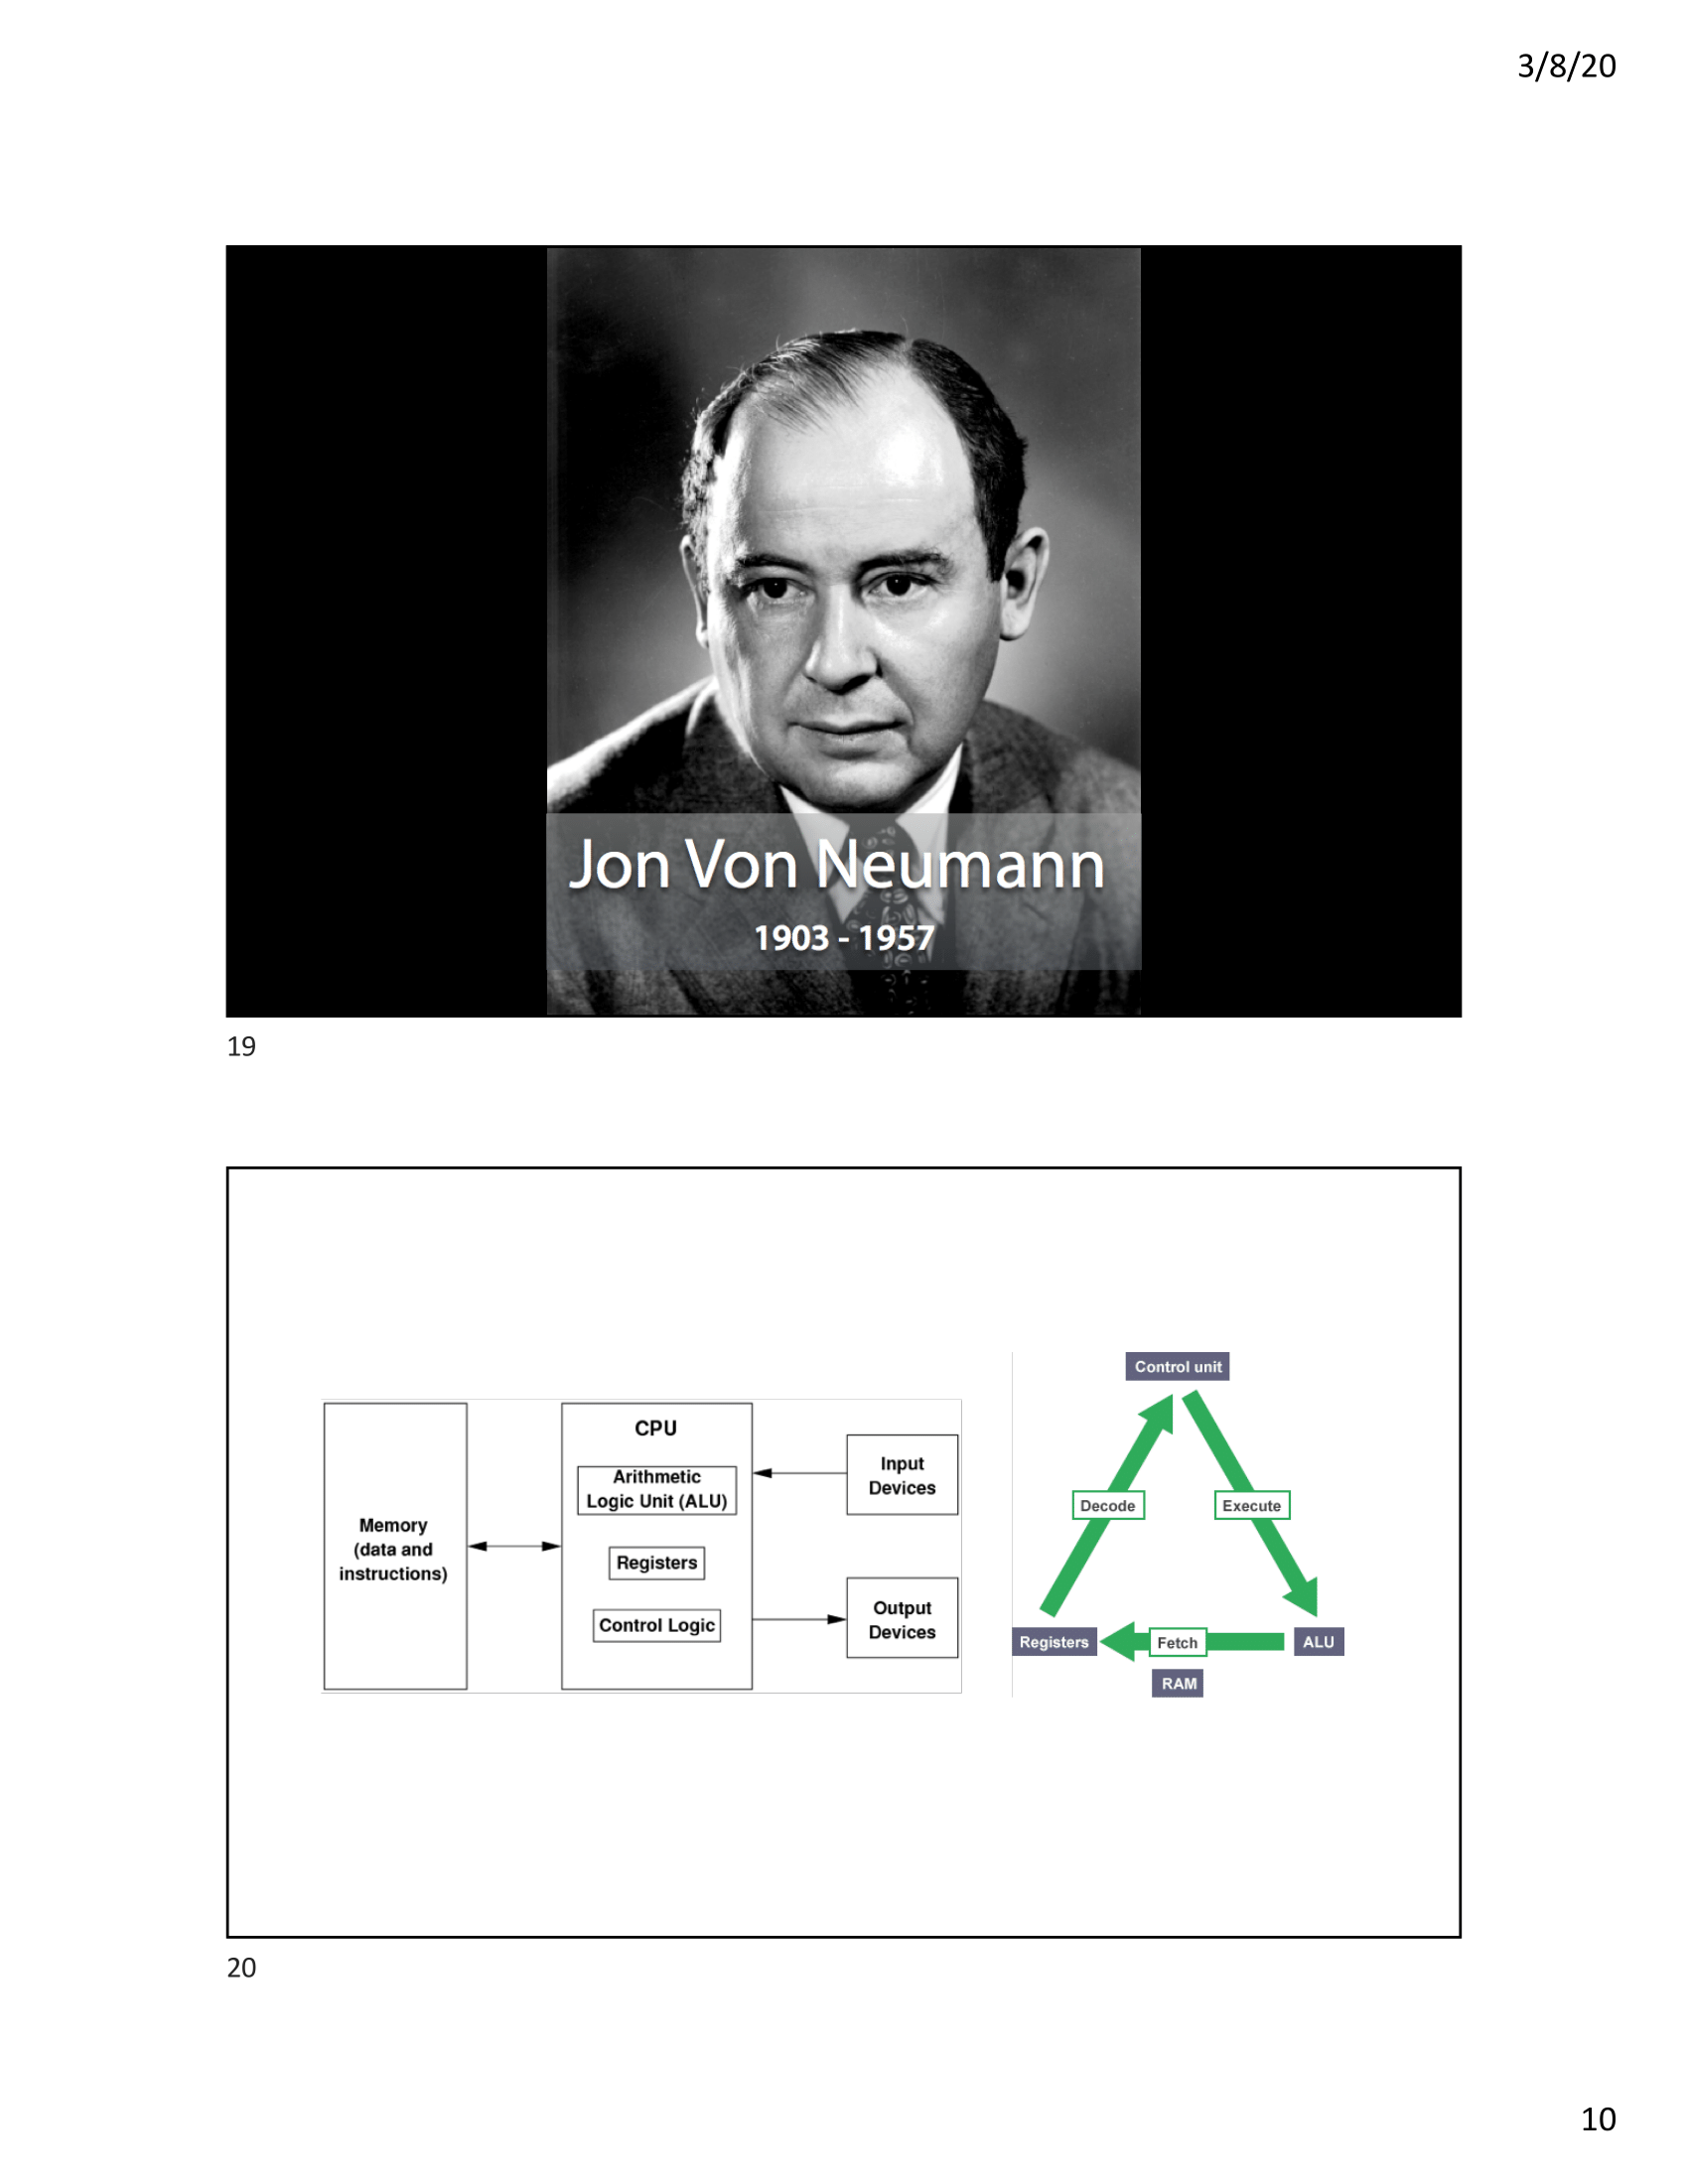 3/8/20
Jon Von Neumann
1903 - 1957
19
Memory
(data and
instructions)
CPU
Arithmetic
Logic Unit (ALU)
Registers
Control Logic
Input
Devices
Output
Devices
Control unit
Decode
Execute
Registers
Fetch
ALU
RAM
20
10